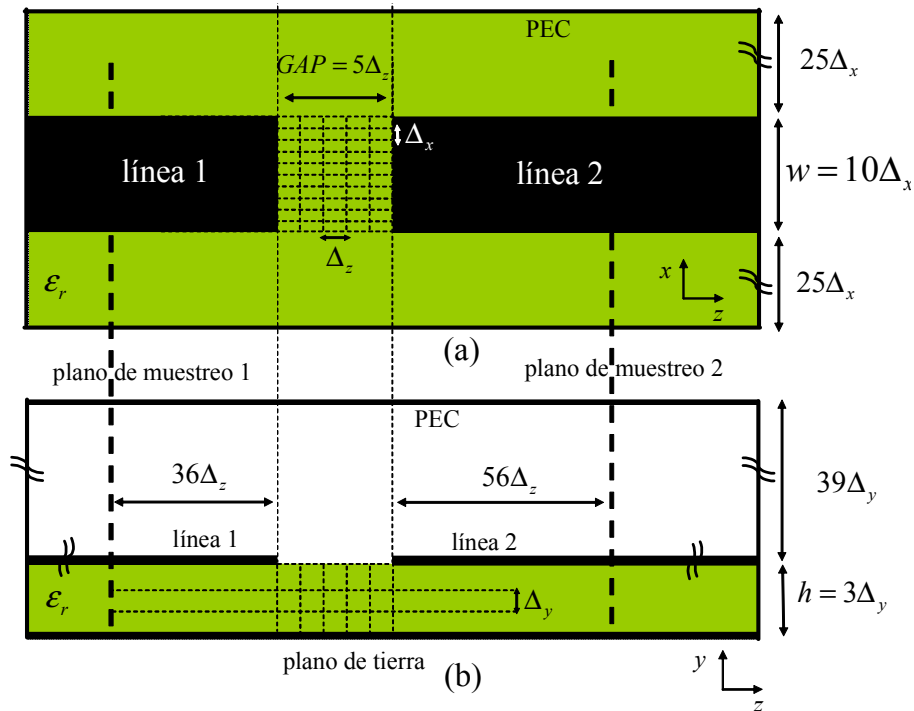 PEC
25Δx
GAP = 5Δz
Δx
línea 1
línea 2
w = 10Δx
Δz
εr
x
z
25Δx
(a)
plano de muestreo 1
plano de muestreo 2
PEC
36Δz
56Δz
39Δy
línea 1
línea 2
εr
Δy
h = 3Δy
plano de tierra
(b)
y
z